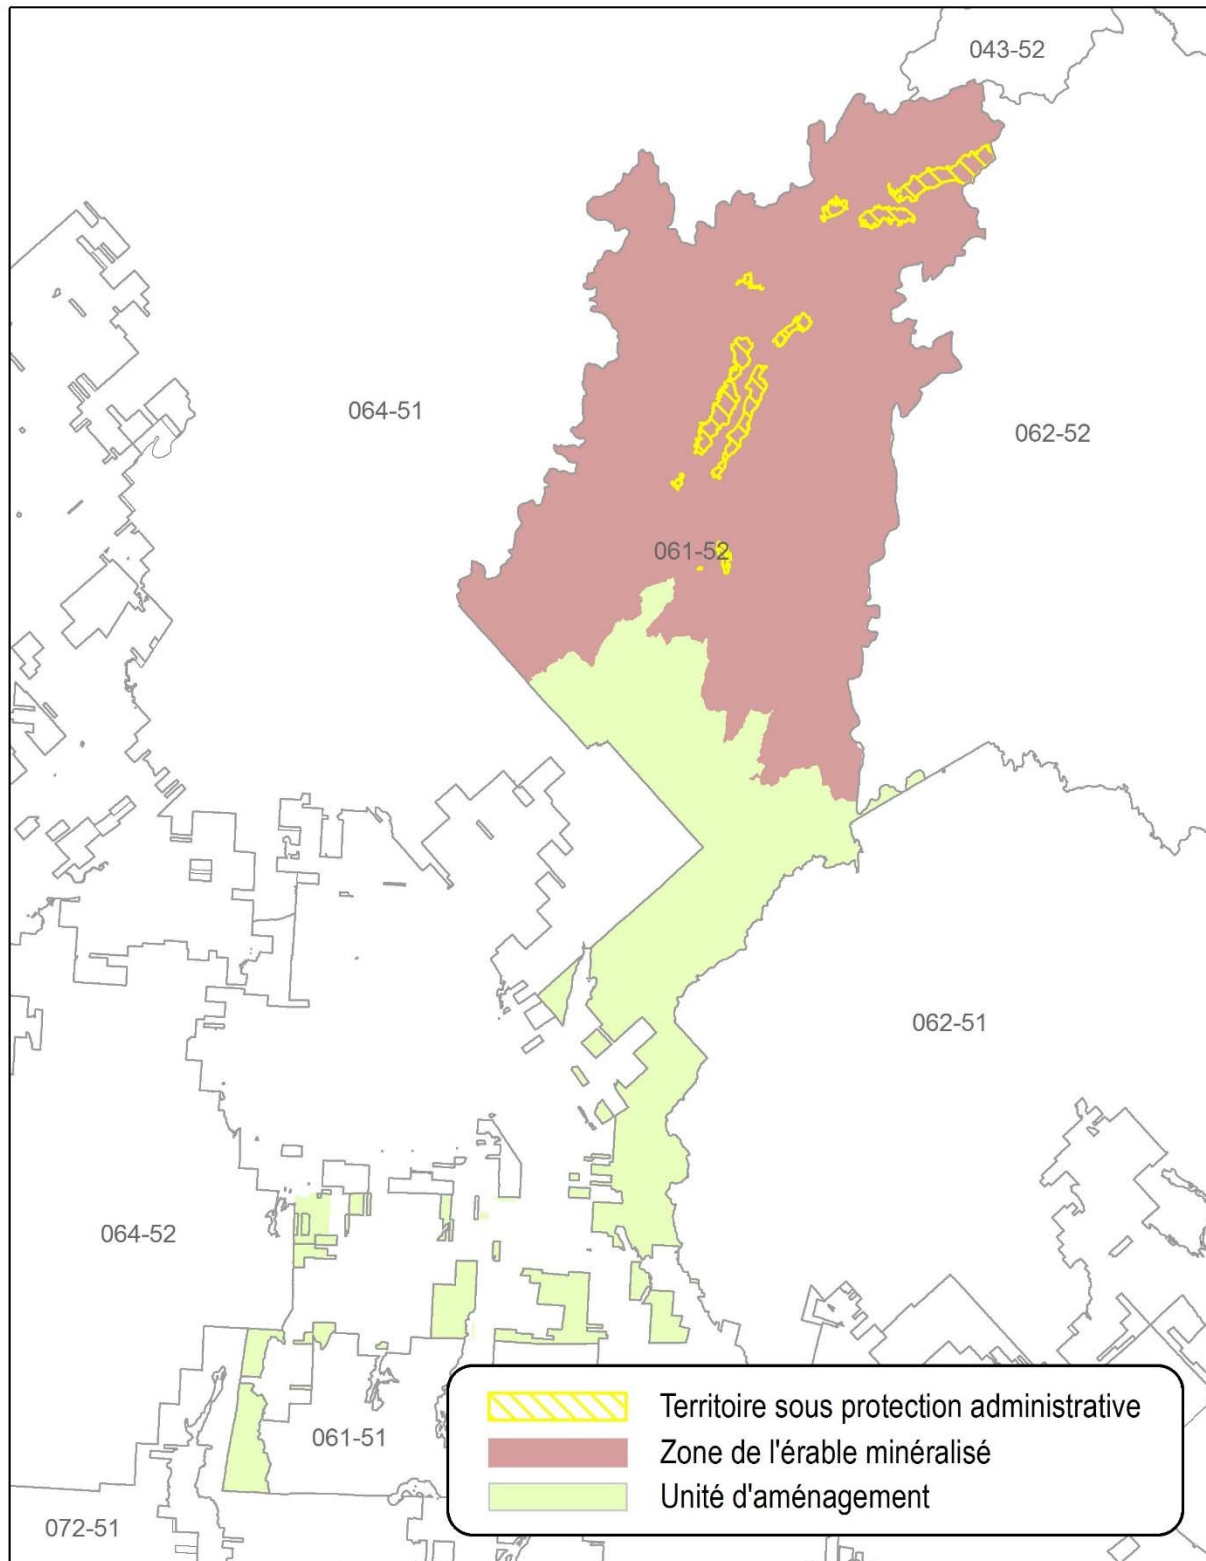 043-52
064-51
062-52
061-52
062-51
064-52
061-51
072-51
Territoire sous protection administrative
Zone de l'érable minéralisé
Unité d'aménagement